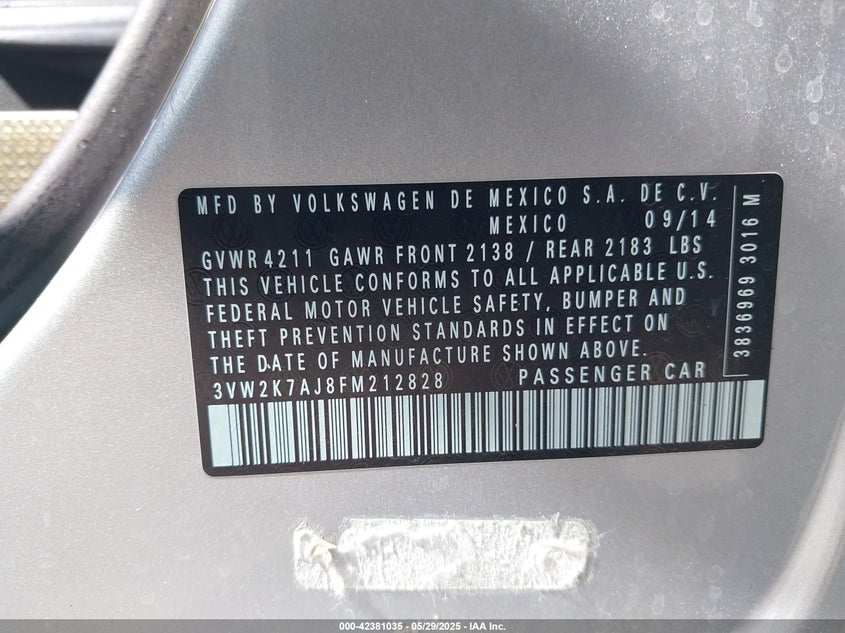 MFD BY VOLKSWAGEN DE MEXICO S.A. DE C.V.
MEXICO 09/14
GVWR 4211 GAWR FRONT 2138 / REAR 2183 LBS
THIS VEHICLE CONFORMS TO ALL APPLICABLE U.S.
FEDERAL MOTOR VEHICLE SAFETY, BUMPER AND
THEFT PREVENTION STANDARDS IN EFFECT ON
THE DATE OF MANUFACTURE SHOWN ABOVE.
3VW2K7AJ8FM212828 PASSENGER CAR
3836969 3016 M
000-42381035 - 05/29/2025 - IAA Inc.